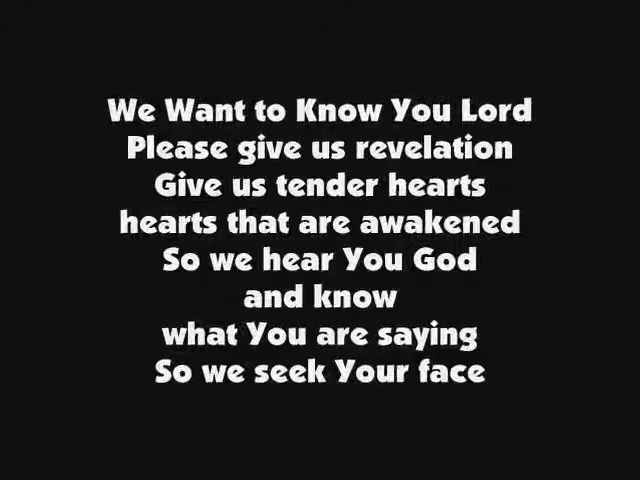 We Want to Know You Lord
Please give us revelation
Give us tender hearts
hearts that are awakened
So we hear You God
and know
what You are saying
So we seek Your face